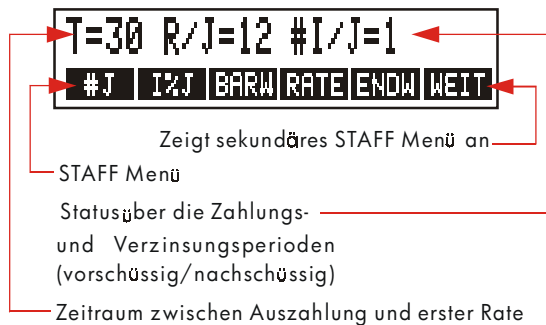 T=30 R/J=12 #I/J=1
#J I%J BARW RATE ENDW WEIT
Zeigt sekundäres STAFF Menü an
STAFF Menü
Status über die Zahlungs-
und Verzinsungsperioden
(vorschüssig/nachschüssig)
Zeitraum zwischen Auszahlung und erster Rate